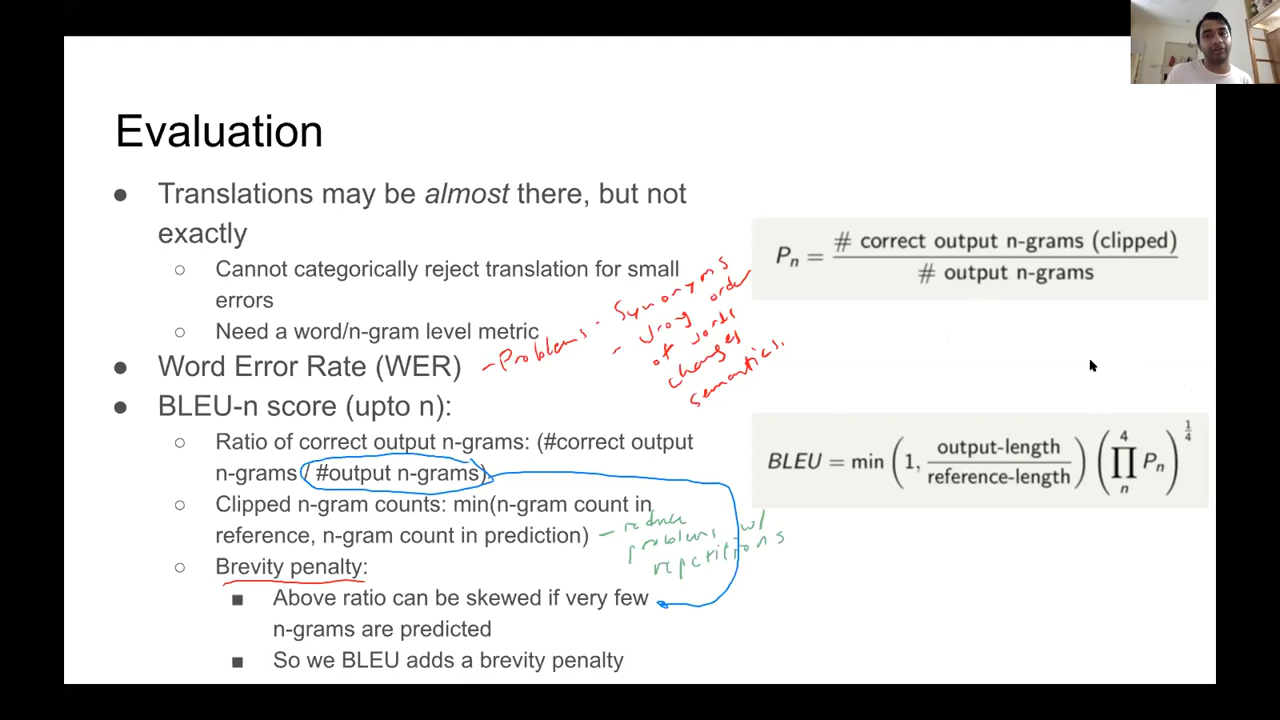 Evaluation
● Translations may be almost there, but not
exactly
○ Cannot categorically reject translation for small
errors
○ Need a word/n-gram level metric
● Word Error Rate (WER)
- Problems - Synonyms
- Wrong order
of words
changes
semantics.
● BLEU-n score (upto n):
○ Ratio of correct output n-grams: (#correct output
n-grams / #output n-grams)
○ Clipped n-gram counts: min(n-gram count in
reference, n-gram count in prediction)
- reduce
problems w/
repetitions
○ Brevity penalty:
■ Above ratio can be skewed if very few
n-grams are predicted
■ So we BLEU adds a brevity penalty
Pn = # correct output n-grams (clipped) / # output n-grams
BLEU = min (1, output-length / reference-length) (∏ 4 n Pn) 1/4